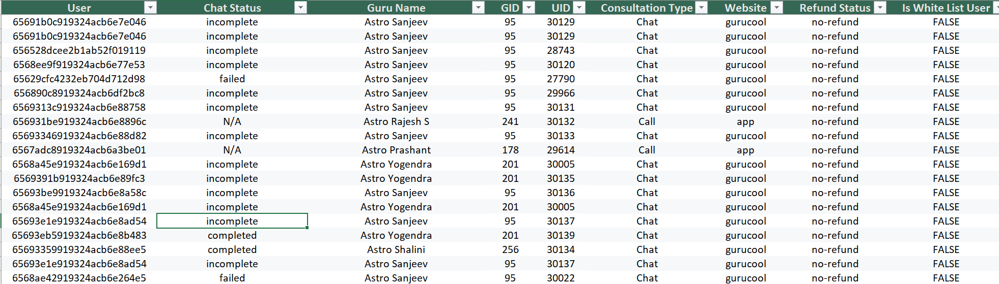 User Chat Status Guru Name GID UID Consultation Type Website Refund Status Is White List User
65691b0c919324acb6e7e046 incomplete Astro Sanjeev 95 30129 Chat gurucool no-refund FALSE
65691b0c919324acb6e7e046 incomplete Astro Sanjeev 95 30129 Chat gurucool no-refund FALSE
656528dcee2b1ab52f019119 incomplete Astro Sanjeev 95 28743 Chat gurucool no-refund FALSE
6568ee9f919324acb6e77e53 incomplete Astro Sanjeev 95 30120 Chat gurucool no-refund FALSE
65629cfc4232eb704d712d98 failed Astro Sanjeev 95 27790 Chat gurucool no-refund FALSE
656890c8919324acb6df2bc8 incomplete Astro Sanjeev 95 29966 Chat gurucool no-refund FALSE
6569313c919324acb6e88758 incomplete Astro Sanjeev 95 30131 Chat gurucool no-refund FALSE
656931be919324acb6e8896c N/A Astro Rajesh S 241 30132 Call app no-refund FALSE
65693346919324acb6e88d82 incomplete Astro Sanjeev 95 30133 Chat gurucool no-refund FALSE
6567adc8919324acb6a3be01 N/A Astro Prashant 178 29614 Call app no-refund FALSE
6568a45e919324acb6e169d1 incomplete Astro Yogendra 201 30005 Chat gurucool no-refund FALSE
6569391b919324acb6e89fc3 incomplete Astro Yogendra 201 30135 Chat gurucool no-refund FALSE
65693be9919324acb6e8a58c incomplete Astro Sanjeev 95 30136 Chat gurucool no-refund FALSE
6568a45e919324acb6e169d1 incomplete Astro Yogendra 201 30005 Chat gurucool no-refund FALSE
65693e1e919324acb6e8ad54 incomplete Astro Sanjeev 95 30137 Chat gurucool no-refund FALSE
65693eb5919324acb6e8b483 completed Astro Yogendra 201 30139 Chat gurucool no-refund FALSE
65693359919324acb6e88ee5 completed Astro Shalini 256 30134 Chat gurucool no-refund FALSE
65693e1e919324acb6e8ad54 incomplete Astro Sanjeev 95 30137 Chat gurucool no-refund FALSE
6568ae42919324acb6e264e5 failed Astro Sanjeev 95 30022 Chat gurucool no-refund FALSE